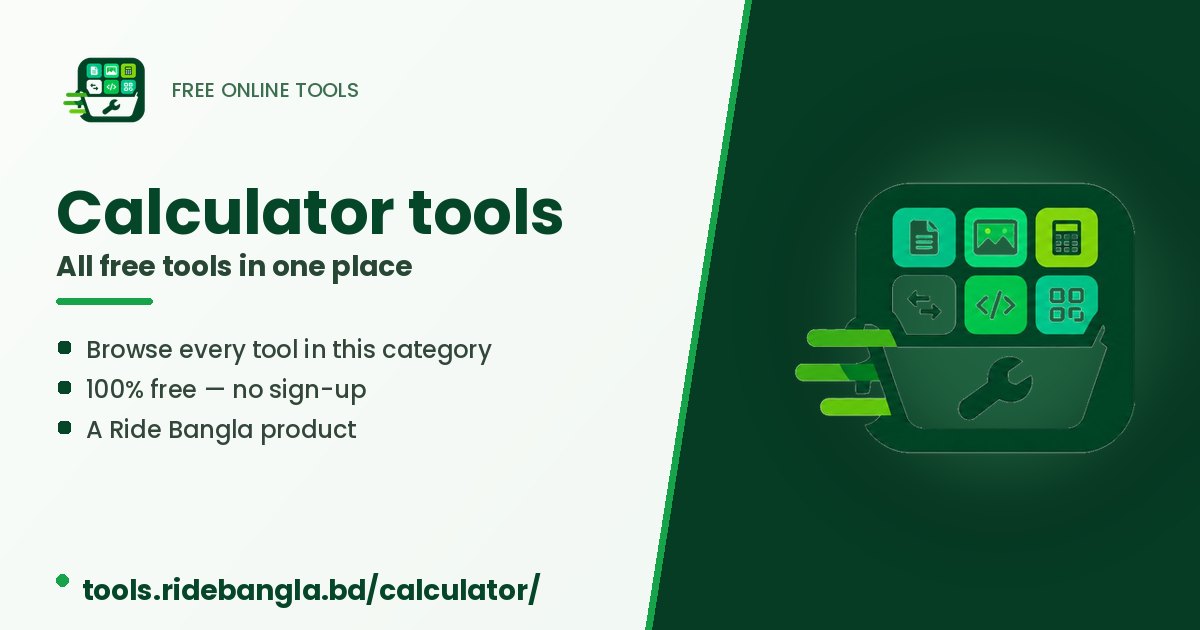 FREE ONLINE TOOLS
Calculator tools
All free tools in one place
Browse every tool in this category
100% free — no sign-up
A Ride Bangla product
tools.ridebangla.bd/calculator/